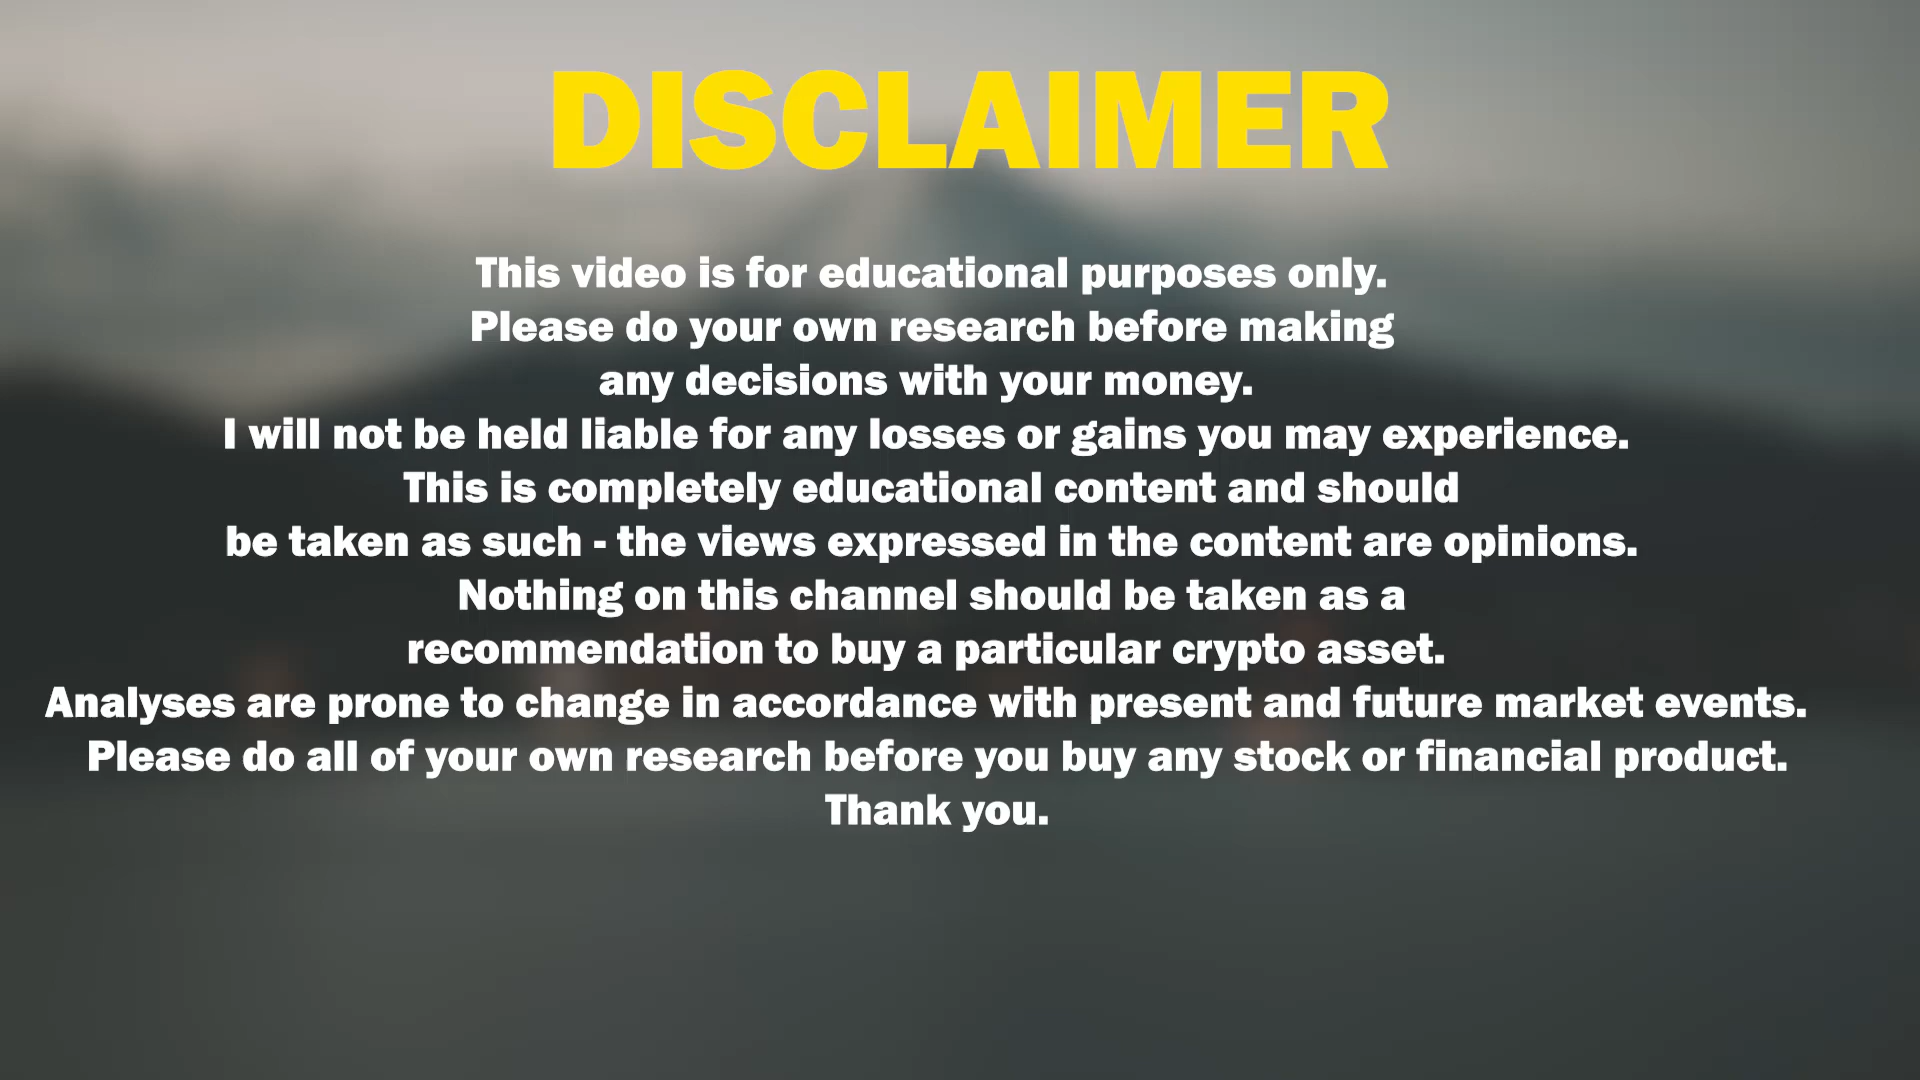 DISCLAIMER
This video is for educational purposes only.
Please do your own research before making
any decisions with your money.
I will not be held liable for any losses or gains you may experience.
This is completely educational content and should
be taken as such - the views expressed in the content are opinions.
Nothing on this channel should be taken as a
recommendation to buy a particular crypto asset.
Analyses are prone to change in accordance with present and future market events.
Please do all of your own research before you buy any stock or financial product.
Thank you.